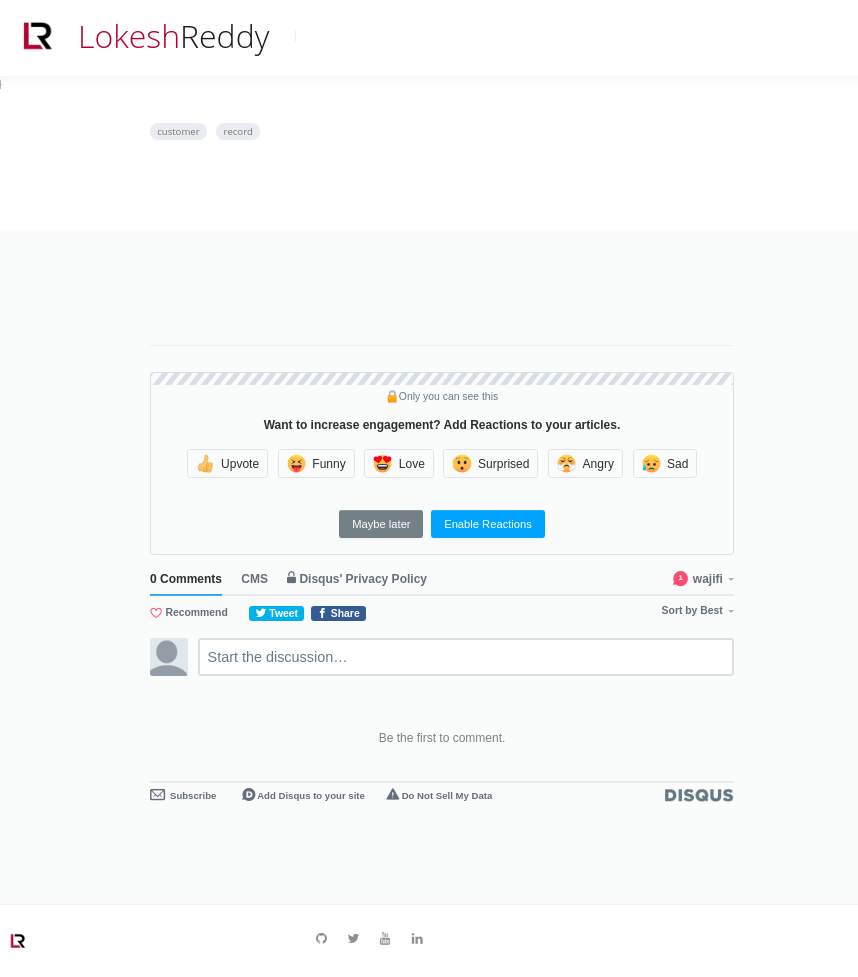 LokeshReddy
customer record
Only you can see this
Want to increase engagement? Add Reactions to your articles.
Upvote Funny Love Surprised Angry Sad
Maybe later Enable Reactions
0 Comments CMS Disqus' Privacy Policy 1 wajifi
Recommend Tweet Share Sort by Best
Start the discussion…
Be the first to comment.
Subscribe Add Disqus to your site Do Not Sell My Data DISQUS